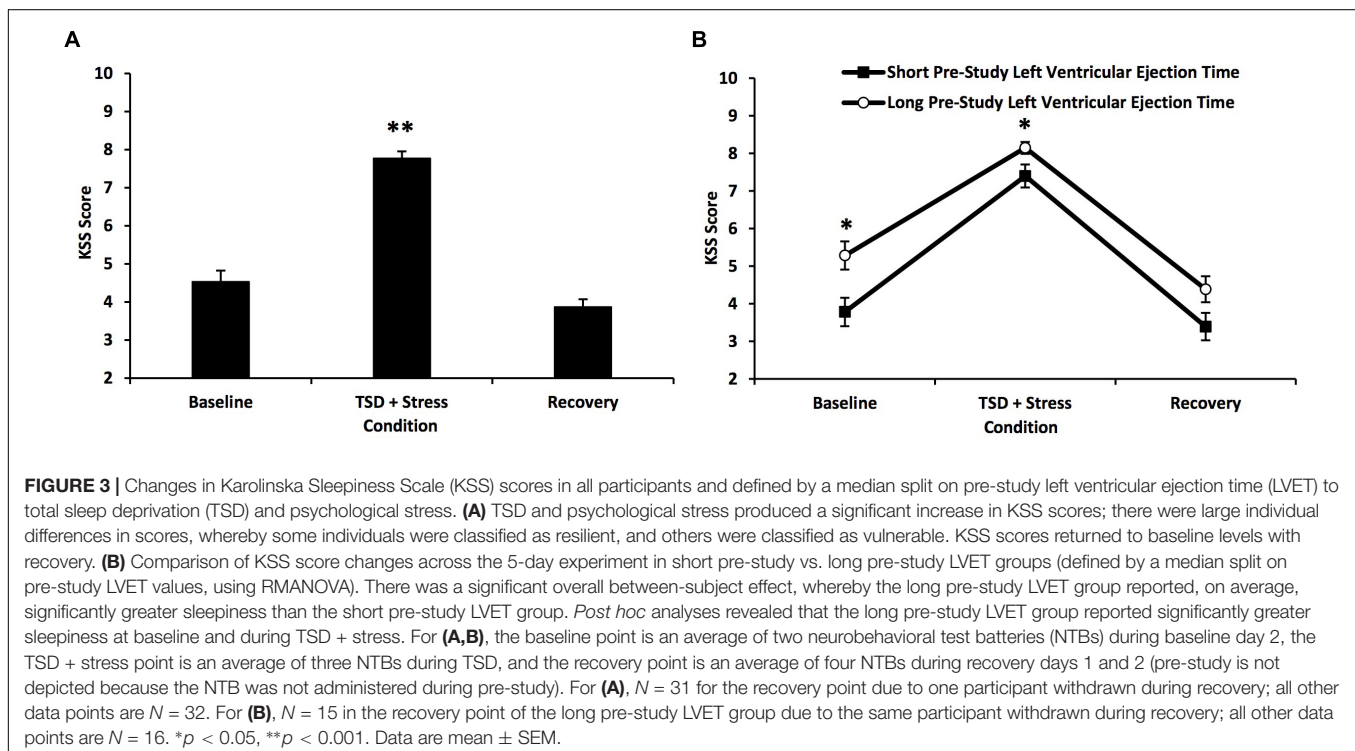 A
10
9
8
7
6
5
4
3
2
KSS Score
**
Baseline
TSD + Stress
Recovery
Condition
B
Short Pre-Study Left Ventricular Ejection Time
Long Pre-Study Left Ventricular Ejection Time
10
9
8
7
6
5
4
3
2
KSS Score
*
*
Baseline
TSD + Stress
Recovery
Condition
FIGURE 3 | Changes in Karolinska Sleepiness Scale (KSS) scores in all participants and defined by a median split on pre-study left ventricular ejection time (LVET) to
total sleep deprivation (TSD) and psychological stress. (A) TSD and psychological stress produced a significant increase in KSS scores; there were large individual
differences in scores, whereby some individuals were classified as resilient, and others were classified as vulnerable. KSS scores returned to baseline levels with
recovery. (B) Comparison of KSS score changes across the 5-day experiment in short pre-study vs. long pre-study LVET groups (defined by a median split on
pre-study LVET values, using RMANOVA). There was a significant overall between-subject effect, whereby the long pre-study LVET group reported, on average,
significantly greater sleepiness than the short pre-study LVET group. Post hoc analyses revealed that the long pre-study LVET group reported significantly greater
sleepiness at baseline and during TSD + stress. For (A,B), the baseline point is an average of two neurobehavioral test batteries (NTBs) during baseline day 2, the
TSD + stress point is an average of three NTBs during TSD, and the recovery point is an average of four NTBs during recovery days 1 and 2 (pre-study is not
depicted because the NTB was not administered during pre-study). For (A), N = 31 for the recovery point due to one participant withdrawn during recovery; all other
data points are N = 32. For (B), N = 15 in the recovery point of the long pre-study LVET group due to the same participant withdrawn during recovery; all other data
points are N = 16. *p < 0.05, **p < 0.001. Data are mean ± SEM.